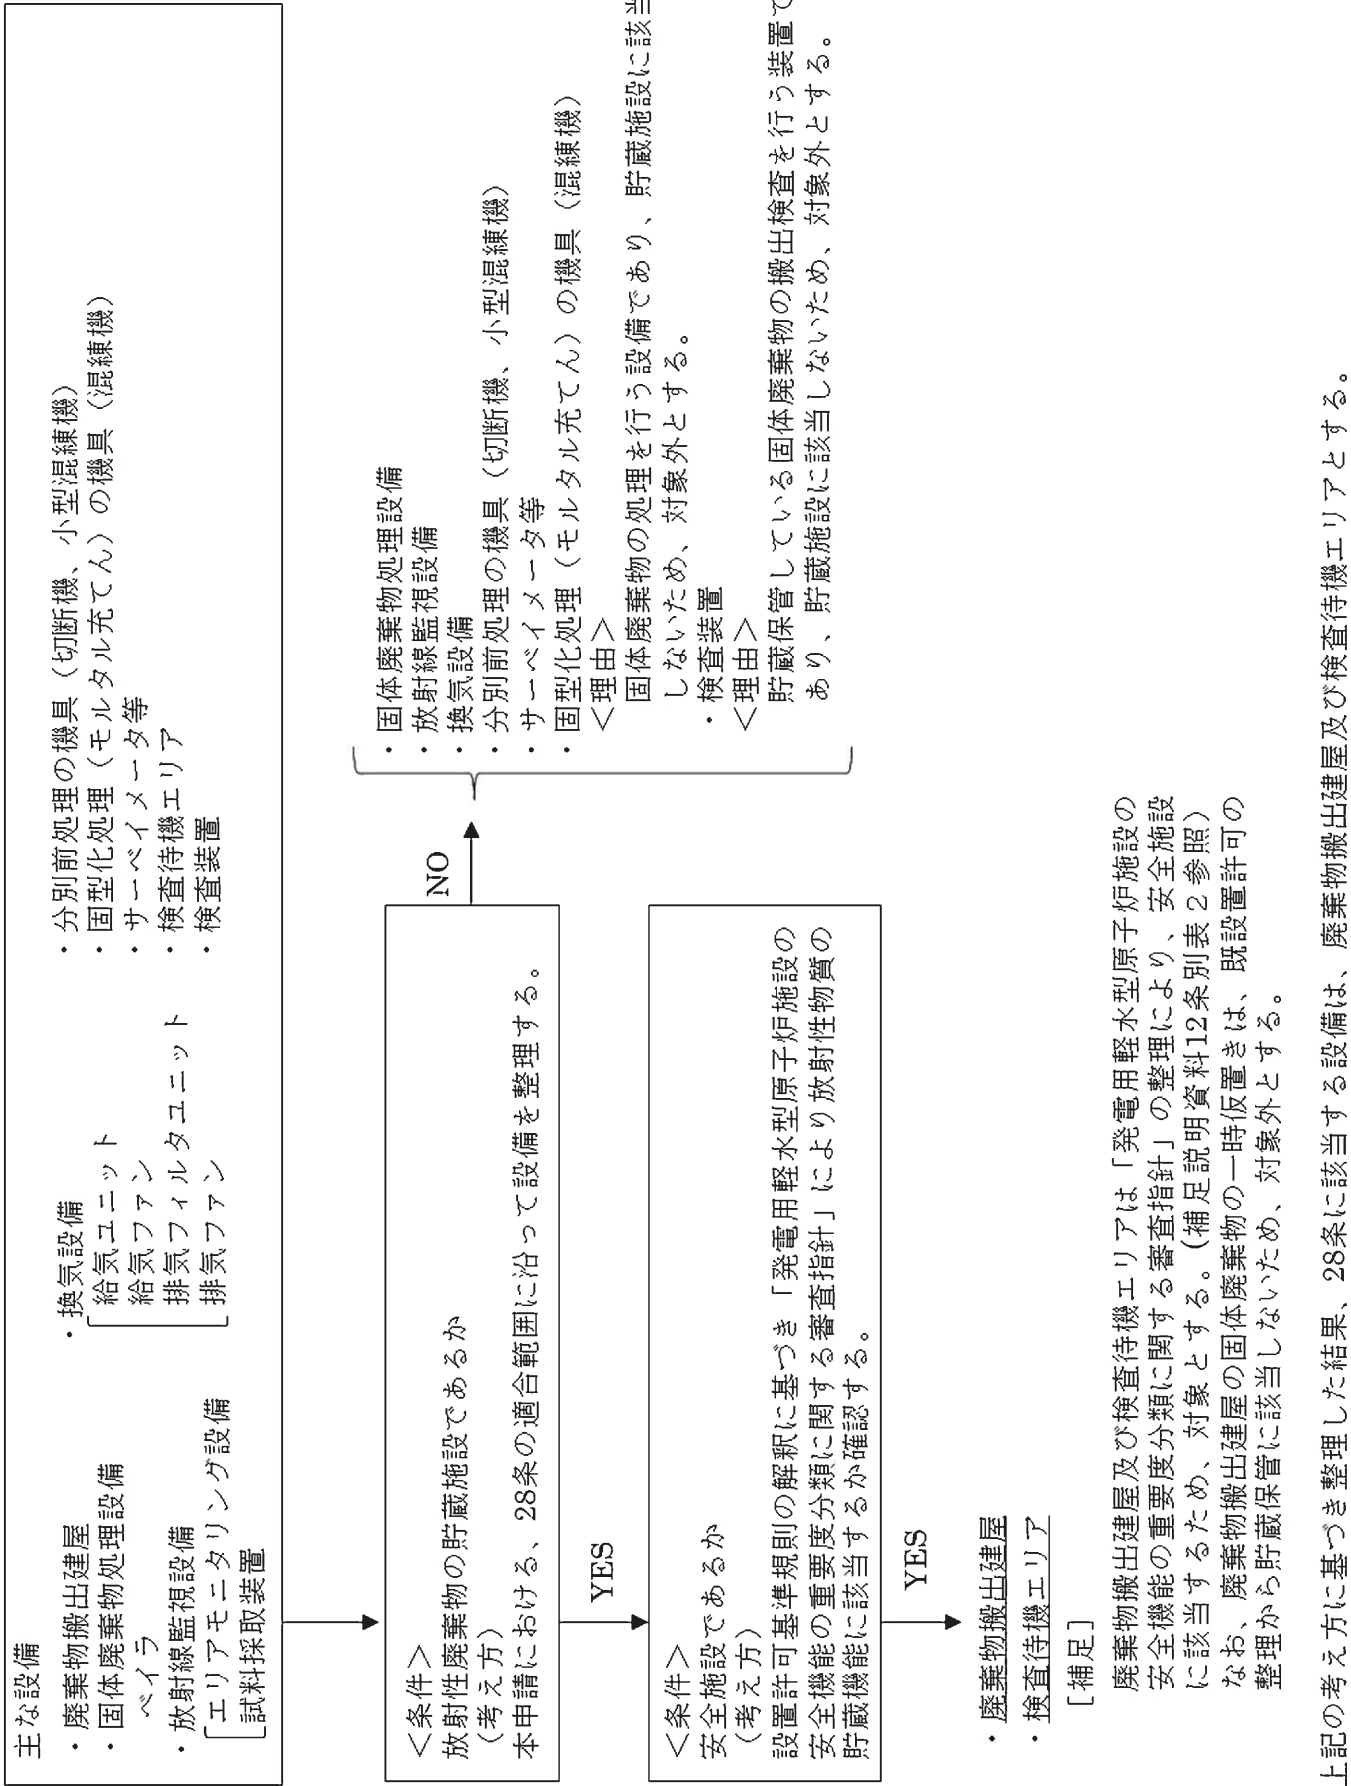 主な設備
・廃棄物搬出建屋
・固体廃棄物処理設備
ベイラ
・放射線監視設備
エリアモニタリング設備
試料採取装置
・換気設備
給気ユニット
給気ファン
排気フィルタユニット
排気ファン
・分別前処理の機具（切断機、小型混練機）
・固型化処理（モルタル充てん）の機具（混練機）
・サーベイメータ等
・検査待機エリア
・検査装置
＜条件＞
放射性廃棄物の貯蔵施設であるか
（考え方）
本申請における、28条の適合範囲に沿って設備を整理する。
NO
・固体廃棄物処理設備
・放射線監視設備
・換気設備
・分別前処理の機具（切断機、小型混練機）
・サーベイメータ等
・固型化処理（モルタル充てん）の機具（混練機）
＜理由＞
固体廃棄物の処理を行う設備であり、貯蔵施設に該当
しないため、対象外とする。
・検査装置
＜理由＞
貯蔵保管している固体廃棄物の搬出検査を行う装置で
あり、貯蔵施設に該当しないため、対象外とする。
YES
＜条件＞
安全施設であるか
（考え方）
設置許可基準規則の解釈に基づき「発電用軽水型原子炉施設の
安全機能の重要度分類に関する審査指針」により放射性物質の
貯蔵機能に該当するか確認する。
YES
・廃棄物搬出建屋
・検査待機エリア
［補足］
廃棄物搬出建屋及び検査待機エリアは「発電用軽水型原子炉施設の
安全機能の重要度分類に関する審査指針」の整理により、安全施設
に該当するため、対象とする。（補足説明資料12条別表２参照）
なお、廃棄物搬出建屋の固体廃棄物の一時仮置きは、既設置許可の
整理から貯蔵保管に該当しないため、対象外とする。
上記の考え方に基づき整理した結果、28条に該当する設備は、廃棄物搬出建屋及び検査待機エリアとする。